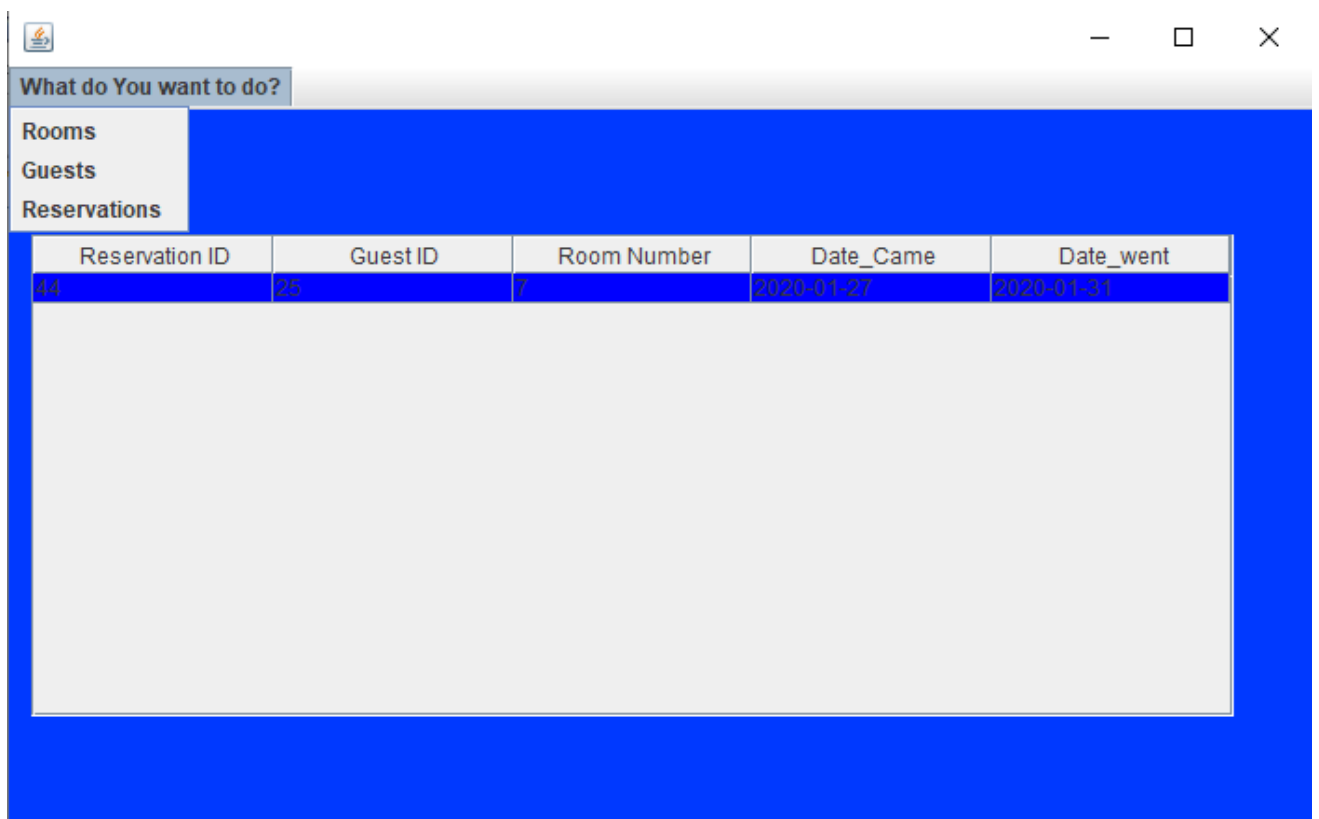 What do You want to do?
Rooms
Guests
Reservations
Reservation ID Guest ID Room Number Date_Came Date_went
44 25 7 2020-01-27 2020-01-31